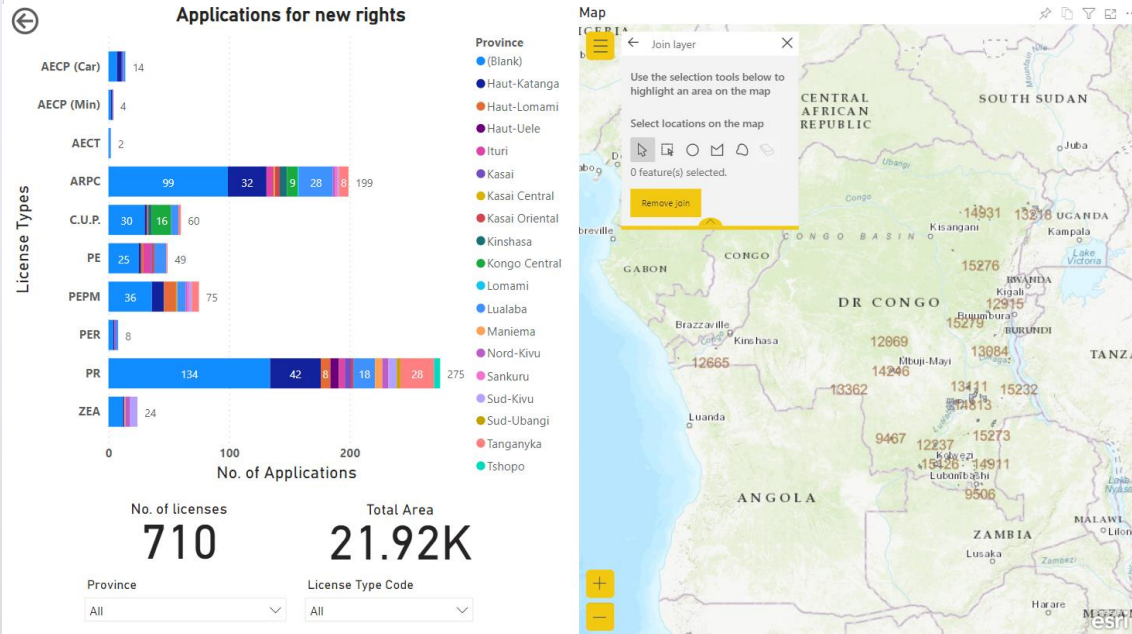 Applications for new rights
License Types
AECP (Car)
14
AECP (Min)
4
AECT
2
ARPC
99
32
9
28
8
199
C.U.P.
30
16
60
PE
25
49
PEPM
36
75
PER
8
PR
134
42
8
18
28
275
ZEA
24
0
100
200
No. of Applications
Province
(Blank)
Haut-Katanga
Haut-Lomami
Haut-Uele
Ituri
Kasai
Kasai Central
Kasai Oriental
Kinshasa
Kongo Central
Lomami
Lualaba
Maniema
Nord-Kivu
Sankuru
Sud-Kivu
Sud-Ubangi
Tanganyka
Tshopo
No. of licenses
710
Total Area
21.92K
Province
All
License Type Code
All
Map
Join layer
Use the selection tools below to
highlight an area on the map
Select locations on the map
0 feature(s) selected.
Remove join
CENTRAL
AFRICAN
REPUBLIC
SOUTH SUDAN
Juba
Ubangi
Congo
14931
13218
UGANDA
Kisangani
Kampala
CONGO BASIN
breville
Lake
Victoria
GABON
CONGO
15276
RWANDA
Kigali
DR CONGO
12915
Bujumbura
15279
BURUNDI
Brazzaville
Kinshasa
12069
13084
TANZ
12665
Mbuji-Mayi
14246
13362
13411
15232
14813
Luanda
9467
12237
15273
Kolwezi
15426
14911
Lubumbashi
9506
ANGOLA
MALAWI
Lilon
ZAMBIA
Lusaka
Zambezi
Harare
MOZAM
esri